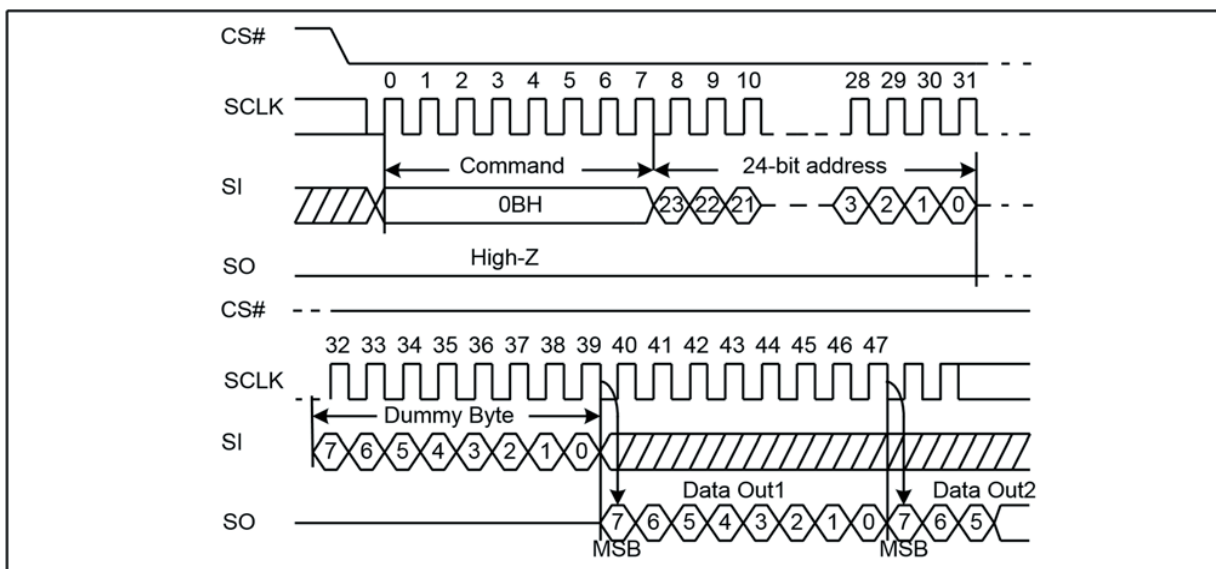 CS#
0 1 2 3 4 5 6 7 8 9 10 28 29 30 31
SCLK
Command 24-bit address
SI
0BH 23 22 21 3 2 1 0
High-Z
SO
CS#
32 33 34 35 36 37 38 39 40 41 42 43 44 45 46 47
SCLK
Dummy Byte
SI
7 6 5 4 3 2 1 0
Data Out1 Data Out2
SO
7 6 5 4 3 2 1 0 7 6 5
MSB MSB